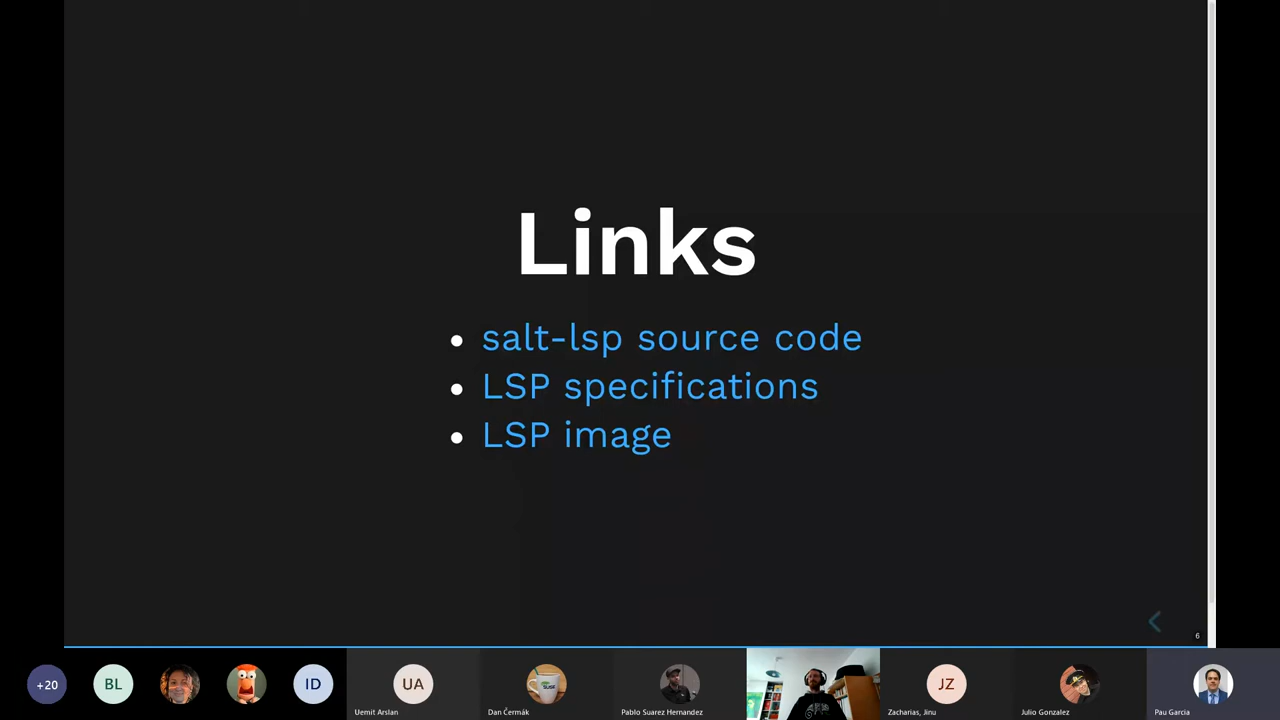 Links
salt-lsp source code
LSP specifications
LSP image
6
+20
BL
ID
UA
JZ
Uemit Arslan
Dan Čermák
Pablo Suarez Hernandez
Zacharias, Jinu
Julio Gonzalez
Pau Garcia